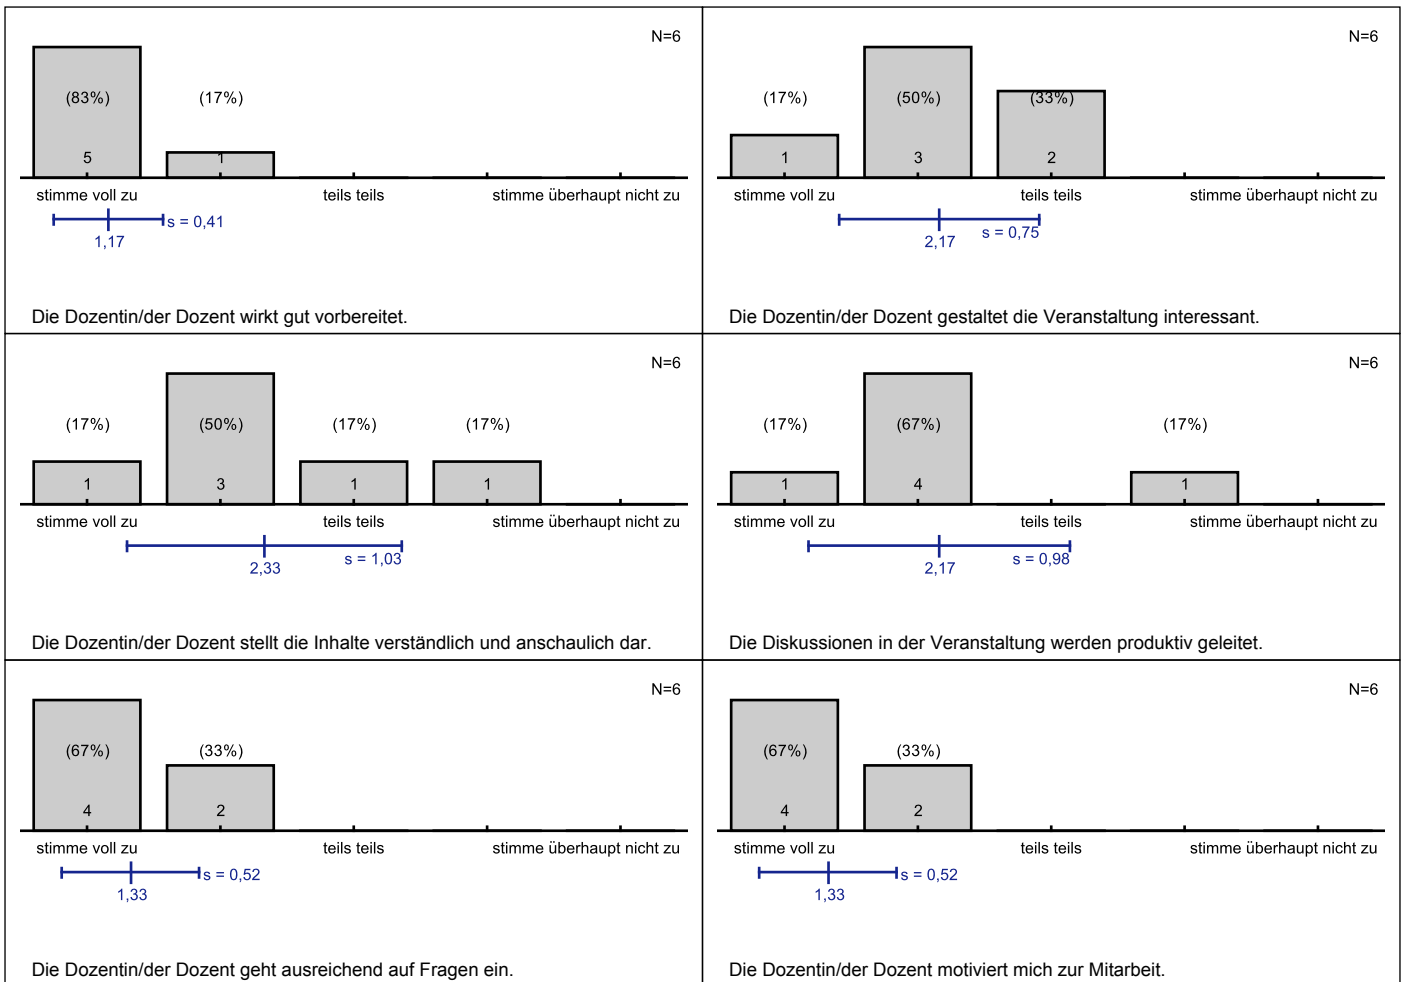 N=6
(83%) (17%)
5 1
stimme voll zu teils teils stimme überhaupt nicht zu
s = 0,41
1,17
Die Dozentin/der Dozent wirkt gut vorbereitet.
N=6
(17%) (50%) (33%)
1 3 2
stimme voll zu teils teils stimme überhaupt nicht zu
s = 0,75
2,17
Die Dozentin/der Dozent gestaltet die Veranstaltung interessant.
N=6
(17%) (50%) (17%) (17%)
1 3 1 1
stimme voll zu teils teils stimme überhaupt nicht zu
s = 1,03
2,33
Die Dozentin/der Dozent stellt die Inhalte verständlich und anschaulich dar.
N=6
(17%) (67%) (17%)
1 4 1
stimme voll zu teils teils stimme überhaupt nicht zu
s = 0,98
2,17
Die Diskussionen in der Veranstaltung werden produktiv geleitet.
N=6
(67%) (33%)
4 2
stimme voll zu teils teils stimme überhaupt nicht zu
s = 0,52
1,33
Die Dozentin/der Dozent geht ausreichend auf Fragen ein.
N=6
(67%) (33%)
4 2
stimme voll zu teils teils stimme überhaupt nicht zu
s = 0,52
1,33
Die Dozentin/der Dozent motiviert mich zur Mitarbeit.